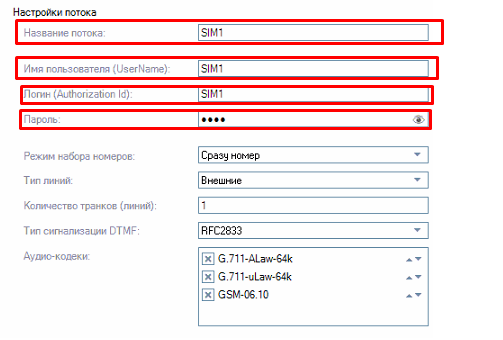 Настройки потока
Название потока: SIM1
Имя пользователя (UserName): SIM1
Логин (Authorization Id): SIM1
Пароль: ••••
Режим набора номеров: Сразу номер
Тип линий: Внешние
Количество транков (линий): 1
Тип сигнализации DTMF: RFC2833
Аудио-кодеки: G.711-ALaw-64k
G.711-uLaw-64k
GSM-06.10